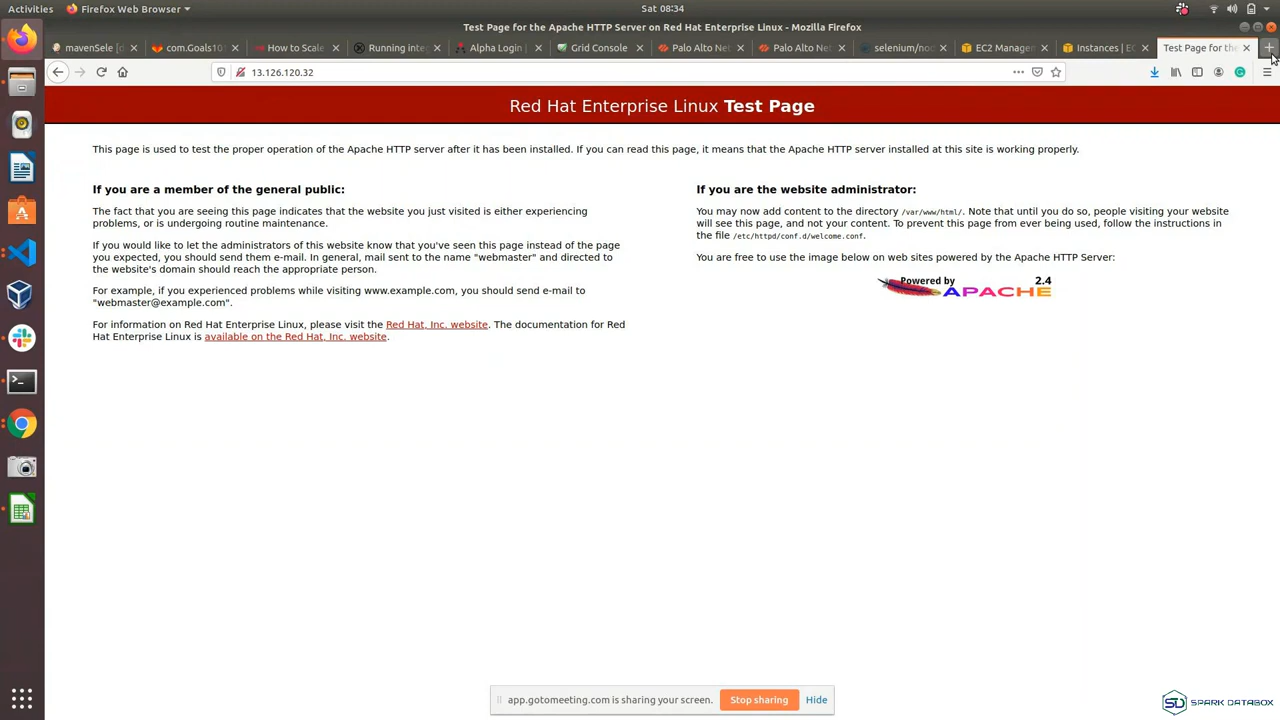 Activities
Firefox Web Browser
Sat 08:34
Test Page for the Apache HTTP Server on Red Hat Enterprise Linux - Mozilla Firefox
mavenSele [d
com.Goals101
How to Scale
Running inte
Alpha Login |
Grid Console
Palo Alto Net
Palo Alto Net
selenium/noc
EC2 Manager
Instances | EC
Test Page for the
13.126.120.32
Red Hat Enterprise Linux Test Page
This page is used to test the proper operation of the Apache HTTP server after it has been installed. If you can read this page, it means that the Apache HTTP server installed at this site is working properly.
If you are a member of the general public:
The fact that you are seeing this page indicates that the website you just visited is either experiencing
problems, or is undergoing routine maintenance.
If you would like to let the administrators of this website know that you've seen this page instead of the page
you expected, you should send them e-mail. In general, mail sent to the name "webmaster" and directed to
the website's domain should reach the appropriate person.
For example, if you experienced problems while visiting www.example.com, you should send e-mail to
"webmaster@example.com".
For information on Red Hat Enterprise Linux, please visit the Red Hat, Inc. website. The documentation for Red
Hat Enterprise Linux is available on the Red Hat, Inc. website.
If you are the website administrator:
You may now add content to the directory /var/www/html/. Note that until you do so, people visiting your website
will see this page, and not your content. To prevent this page from ever being used, follow the instructions in
the file /etc/httpd/conf.d/welcome.conf.
You are free to use the image below on web sites powered by the Apache HTTP Server:
Powered by 2.4
APACHE
app.gotomeeting.com is sharing your screen.
Stop sharing
Hide
SD SPARK DATABOX